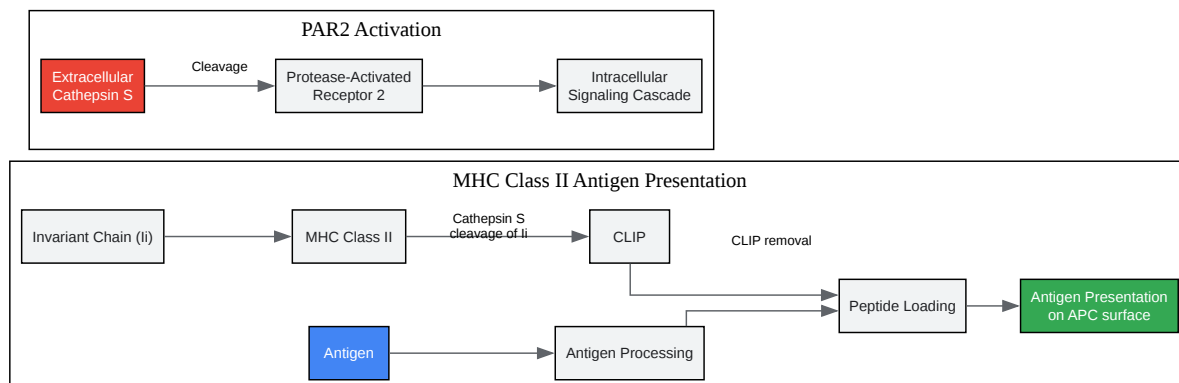 PAR2 Activation
Extracellular
Cathepsin S
Cleavage
Protease-Activated
Receptor 2
Intracellular
Signaling Cascade
MHC Class II Antigen Presentation
Invariant Chain (Ii)
MHC Class II
Cathepsin S
cleavage of Ii
CLIP
CLIP removal
Antigen
Antigen Processing
Peptide Loading
Antigen Presentation
on APC surface